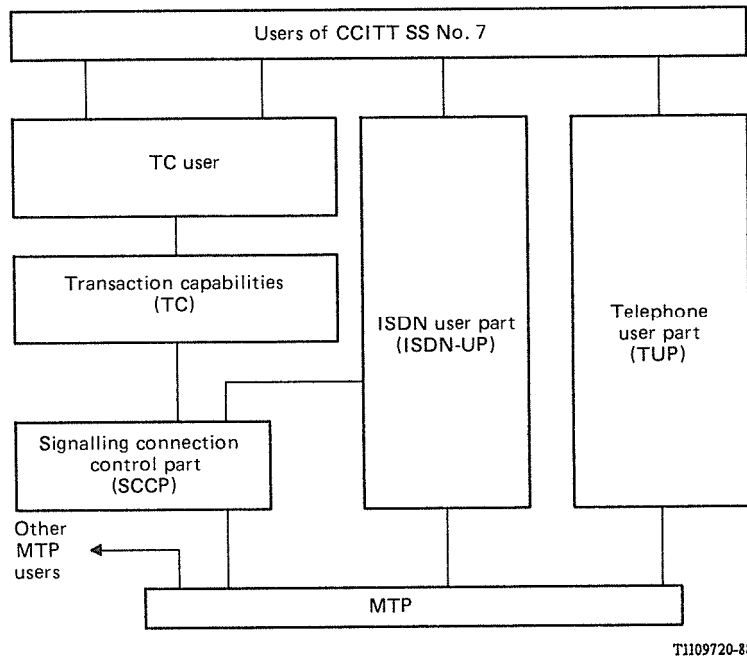 Users of CCITT SS No. 7
TC user
Transaction capabilities
(TC)
ISDN user part
(ISDN-UP)
Telephone
user part
(TUP)
Signalling connection
control part
(SCCP)
Other
MTP
users
MTP